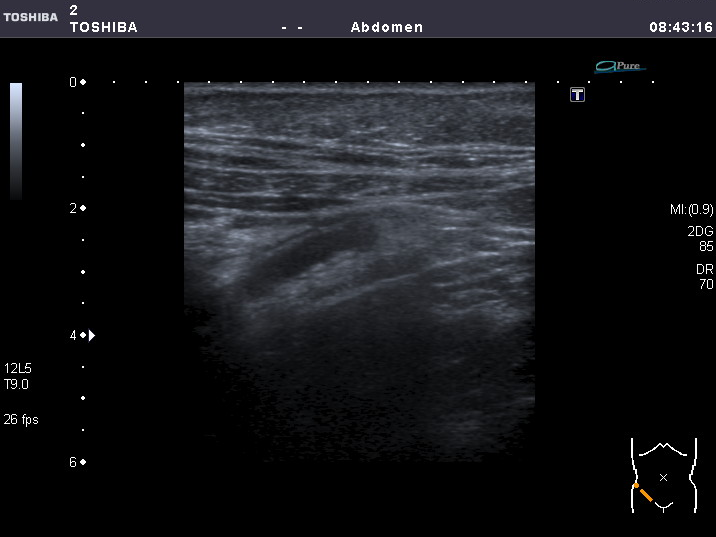 TOSHIBA
2
TOSHIBA - - Abdomen 08:43:16
Pure
T
0
2
4
6
MI:(0.9)
2DG
85
DR
70
12L5
T9.0
26 fps